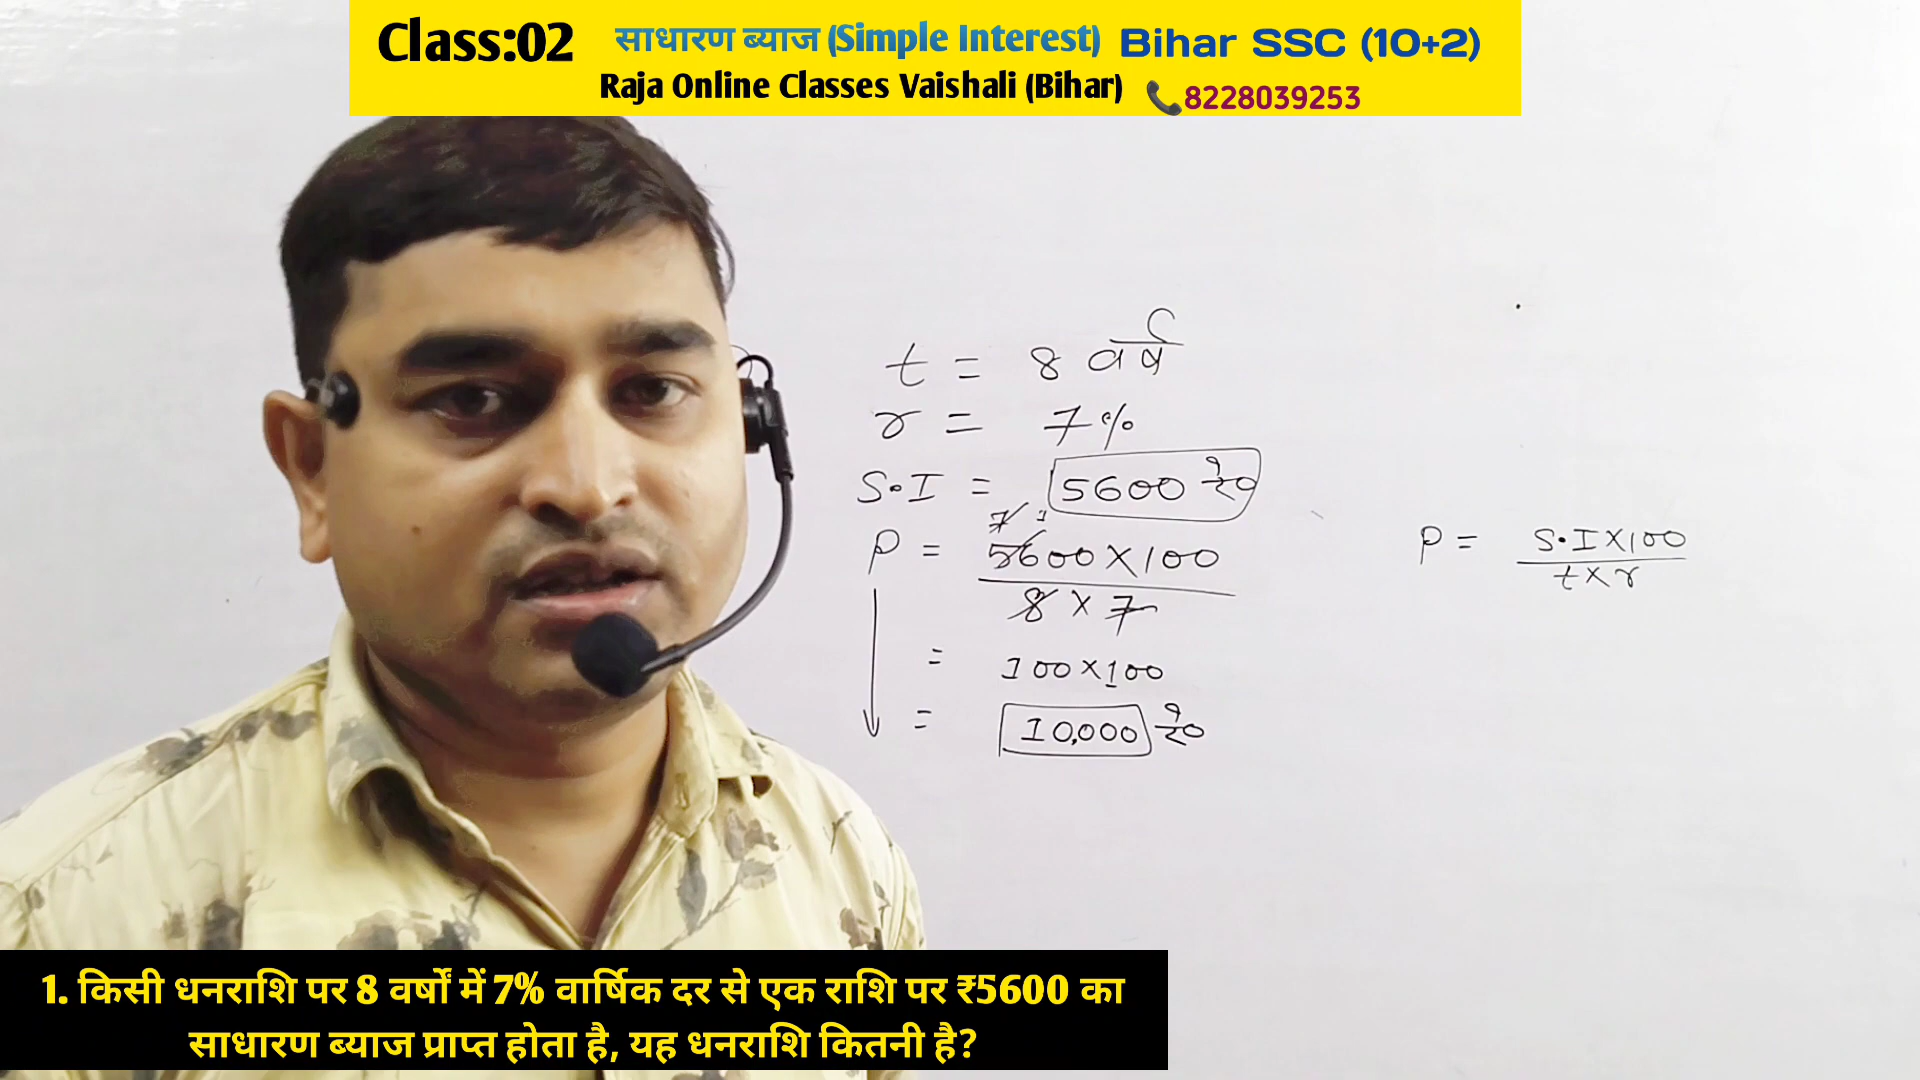 Class:02 साधारण ब्याज (Simple Interest) Bihar SSC (10+2)
Raja Online Classes Vaishali (Bihar) 8228039253
t = 8 वर्ष
r = 7%
S.I = 5600 रु०
7 1
P = 5600×100
8 × 7
= 100×100
= 10,000 रु०
P = S.I×100
t×r
1. किसी धनराशि पर 8 वर्षों में 7% वार्षिक दर से एक राशि पर ₹5600 का
साधारण ब्याज प्राप्त होता है, यह धनराशि कितनी है?